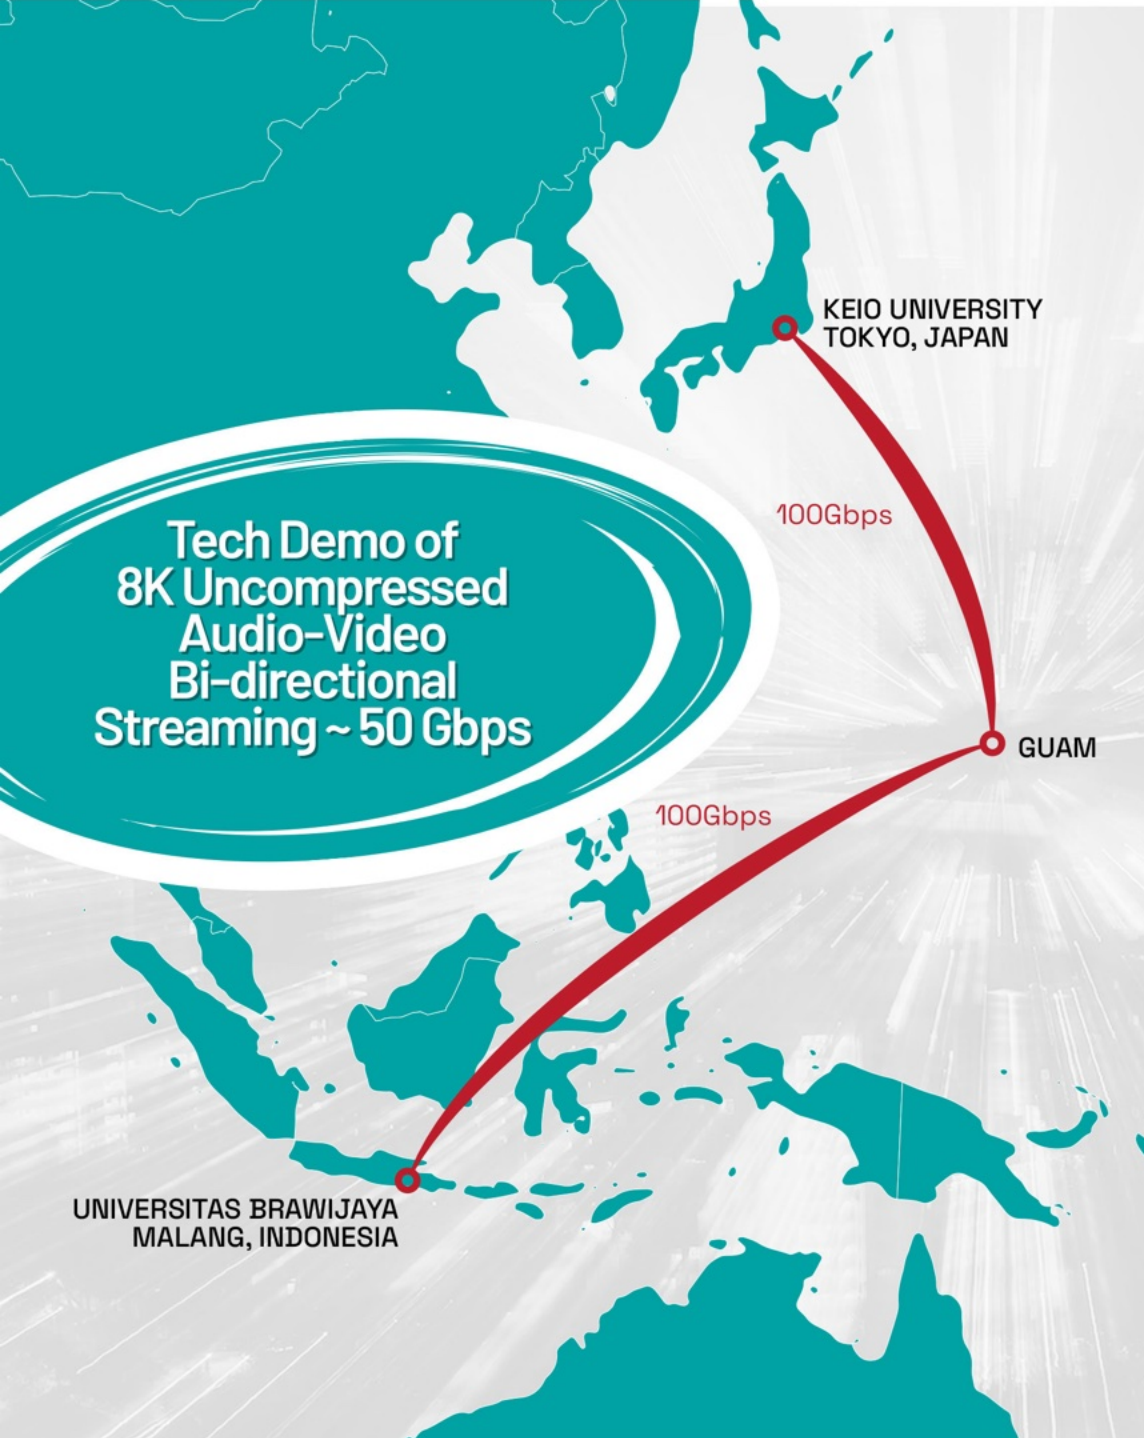 KEIO UNIVERSITY
TOKYO, JAPAN
100Gbps
Tech Demo of
8K Uncompressed
Audio-Video
Bi-directional
Streaming ~ 50 Gbps
GUAM
100Gbps
UNIVERSITAS BRAWIJAYA
MALANG, INDONESIA